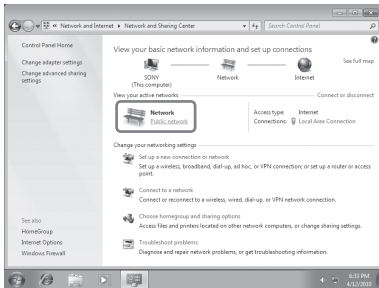 « Network and Internet ▸ Network and Sharing Center
Search Control Panel
Control Panel Home
Change adapter settings
Change advanced sharing
settings
View your basic network information and set up connections
See full map
SONY
(This computer)
Network
Internet
View your active networks
Connect or disconnect
Network
Public network
Access type: Internet
Connections: Local Area Connection
Change your networking settings
Set up a new connection or network
Set up a wireless, broadband, dial-up, ad hoc, or VPN connection; or set up a router or access
point.
Connect to a network
Connect or reconnect to a wireless, wired, dial-up, or VPN network connection.
Choose homegroup and sharing options
Access files and printers located on other network computers, or change sharing settings.
Troubleshoot problems
Diagnose and repair network problems, or get troubleshooting information.
See also
HomeGroup
Internet Options
Windows Firewall
6:33 PM
4/12/2010